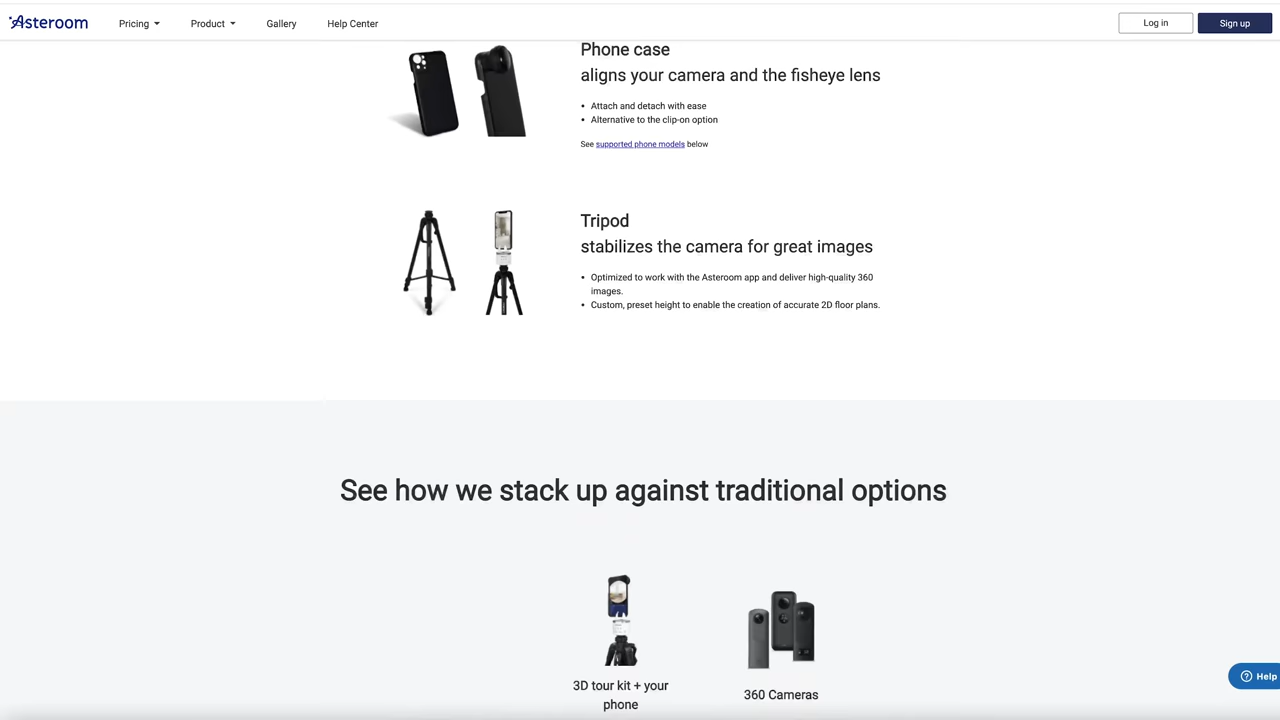 Asteroom
Pricing
Product
Gallery
Help Center
Log in
Sign up
Phone case
aligns your camera and the fisheye lens
• Attach and detach with ease
• Alternative to the clip-on option
See supported phone models below
Tripod
stabilizes the camera for great images
• Optimized to work with the Asteroom app and deliver high-quality 360
images.
• Custom, preset height to enable the creation of accurate 2D floor plans.
See how we stack up against traditional options
3D tour kit + your
phone
360 Cameras
Help